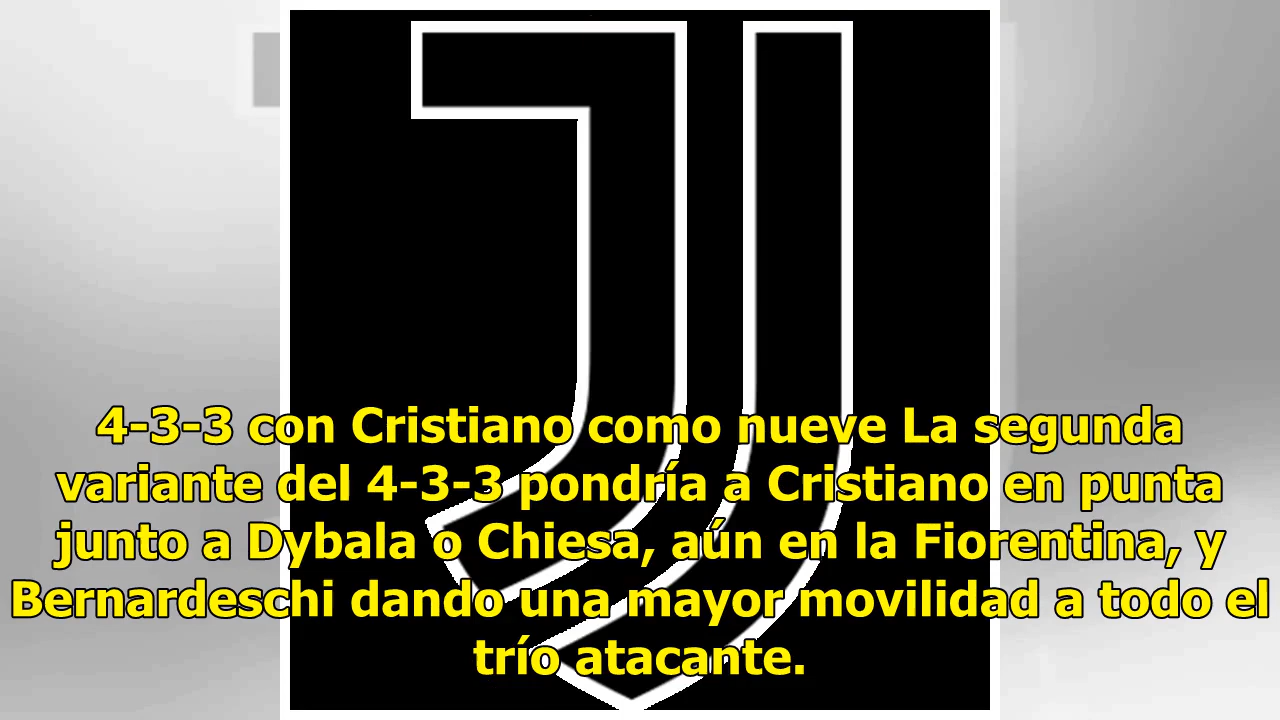 4-3-3 con Cristiano como nueve La segunda
variante del 4-3-3 pondría a Cristiano en punta
junto a Dybala o Chiesa, aún en la Fiorentina, y
Bernardeschi dando una mayor movilidad a todo el
trío atacante.